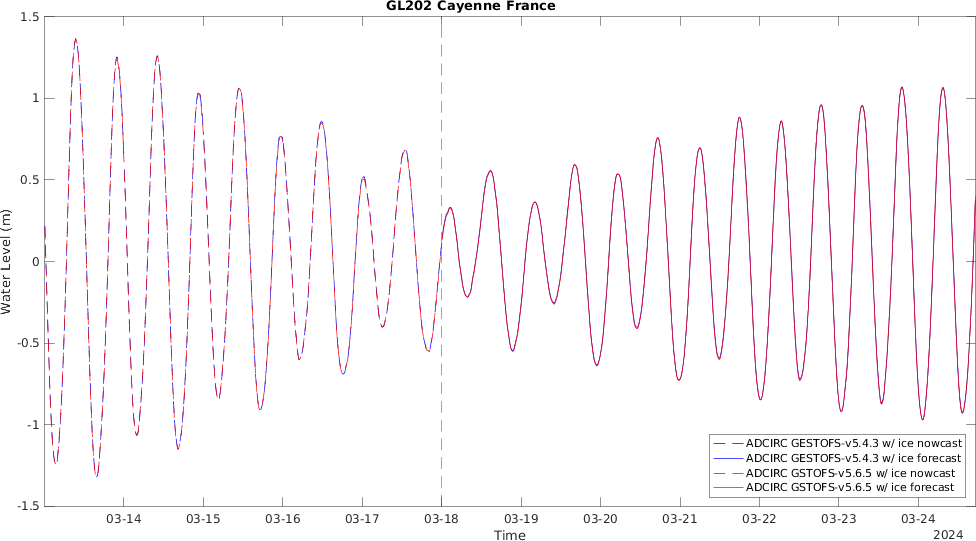 GL202 Cayenne France
1.5
1
0.5
0
-0.5
-1
-1.5
Water Level (m)
ADCIRC GESTOFS-v5.4.3 w/ ice nowcast
ADCIRC GESTOFS-v5.4.3 w/ ice forecast
ADCIRC GSTOFS-v5.6.5 w/ ice nowcast
ADCIRC GSTOFS-v5.6.5 w/ ice forecast
03-14 03-15 03-16 03-17 03-18 03-19 03-20 03-21 03-22 03-23 03-24
Time
2024